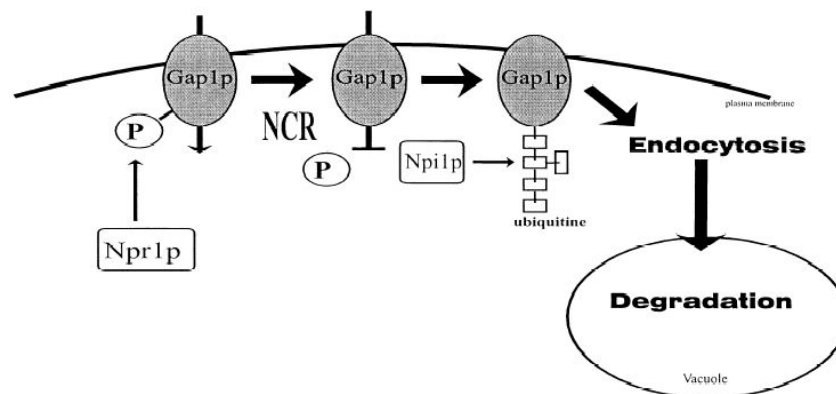 Gap1p
Gap1p
Gap1p
plasma membrane
P
NCR
P
Npi1p
Endocytosis
ubiquitine
Npr1p
Degradation
Vacuole